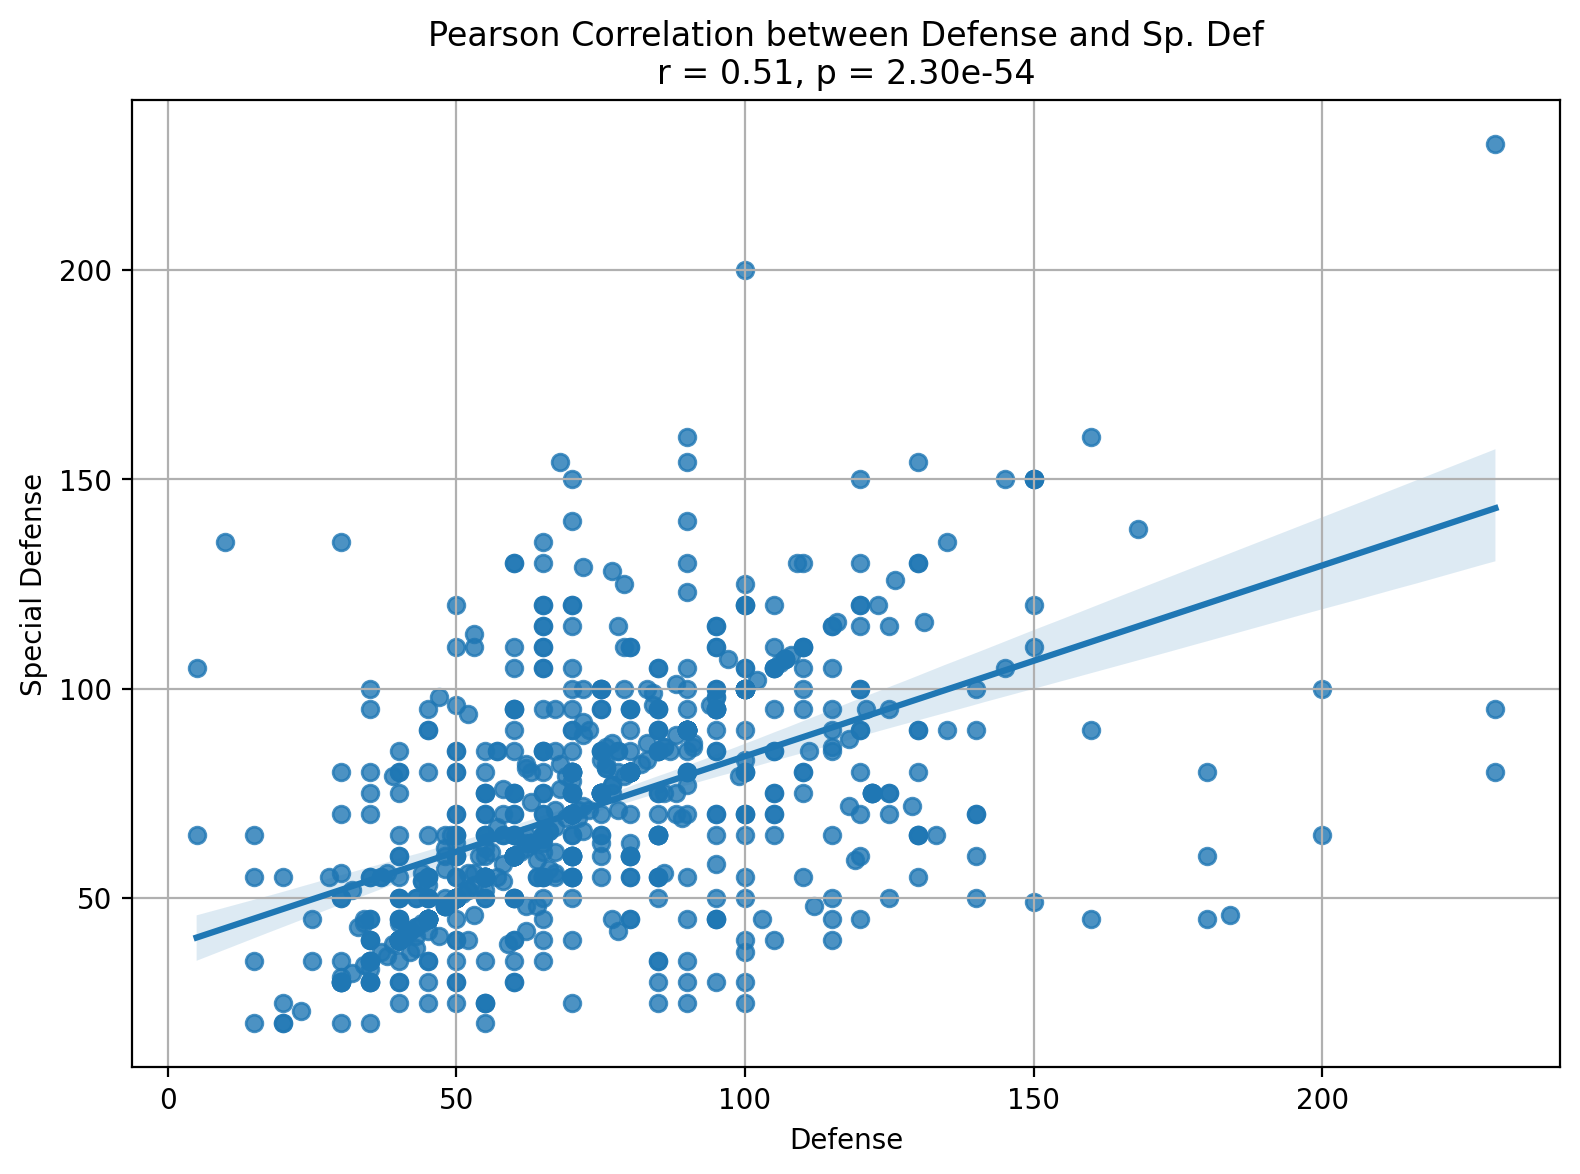 Pearson Correlation between Defense and Sp. Def
r = 0.51, p = 2.30e-54
Special Defense
200
150
100
50
0
50
100
150
200
Defense